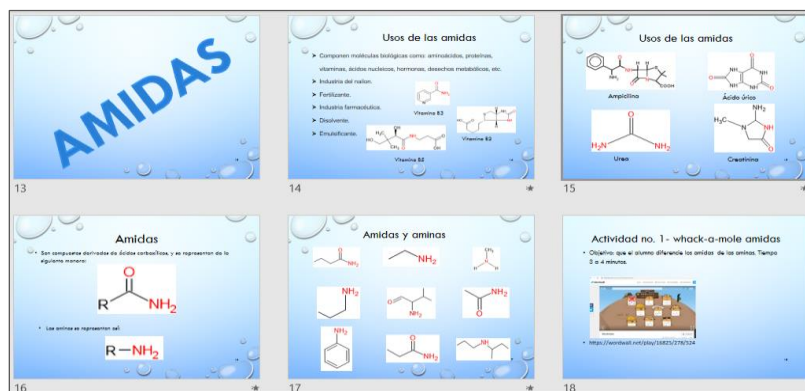 AMIDAS
13
Usos de las amidas
➤ Componen moléculas biológicas como: aminoácidos, proteínas,
vitaminas, ácidos nucleicos, hormonas, desechos metabólicos, etc.
➤ Industria del nailon.
➤ Fertilizante.
➤ Industria farmacéutica.
➤ Disolvente.
➤ Emulsificante.
Vitamina B3
Vitamina B5
14
Usos de las amidas
Ampicilina
Ácido úrico
Urea
Creatinina
H₂N
NH₂
NH₂
H₃C
NH
O
15
Amidas
• Son compuestos derivados de ácidos carboxílicos, y se representan de la
siguiente manera:
O
R
NH₂
• Las aminas se representan así:
R—NH₂
16
Amidas y aminas
NH₂
NH₂
NH₂
NH₂
NH₂
NH₂
17
Actividad no. 1- whack-a-mole amidas
• Objetivo: que el alumno diferencie las amidas de las aminas. Tiempo
3 a 4 minutos.
• https://wordwall.net/play/16825/278/524
18